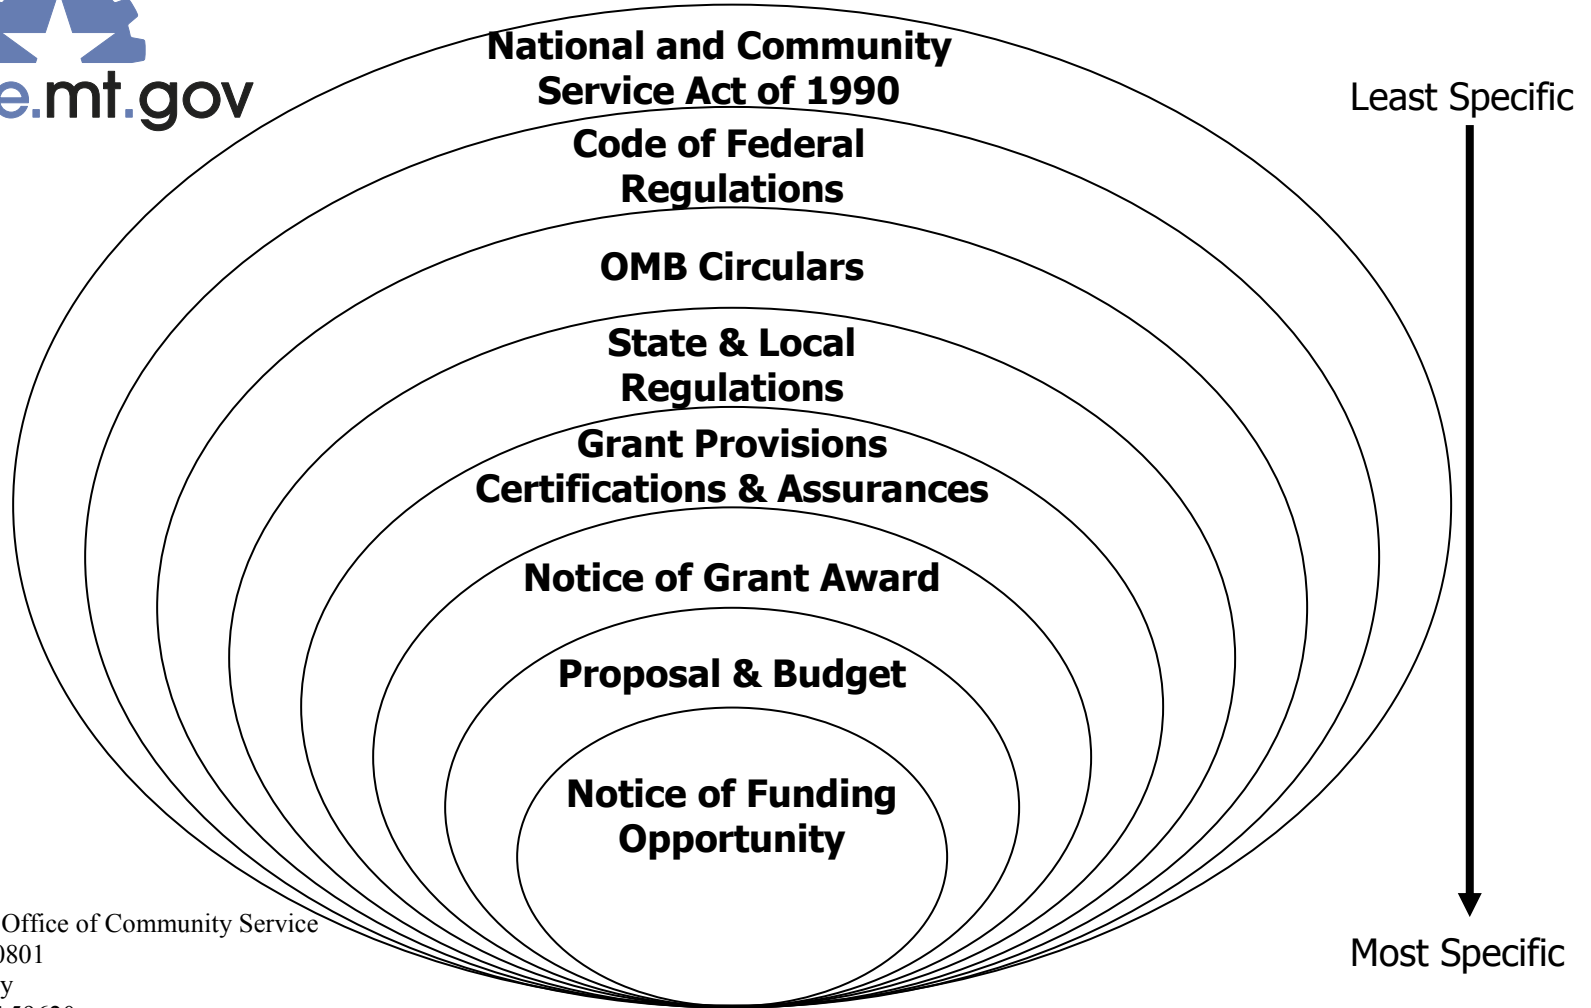 e.mt.gov
National and Community
Service Act of 1990
Least Specific
Code of Federal
Regulations
OMB Circulars
State & Local
Regulations
Grant Provisions
Certifications & Assurances
Notice of Grant Award
Proposal & Budget
Notice of Funding
Opportunity
Most Specific
Office of Community Service
0801
y